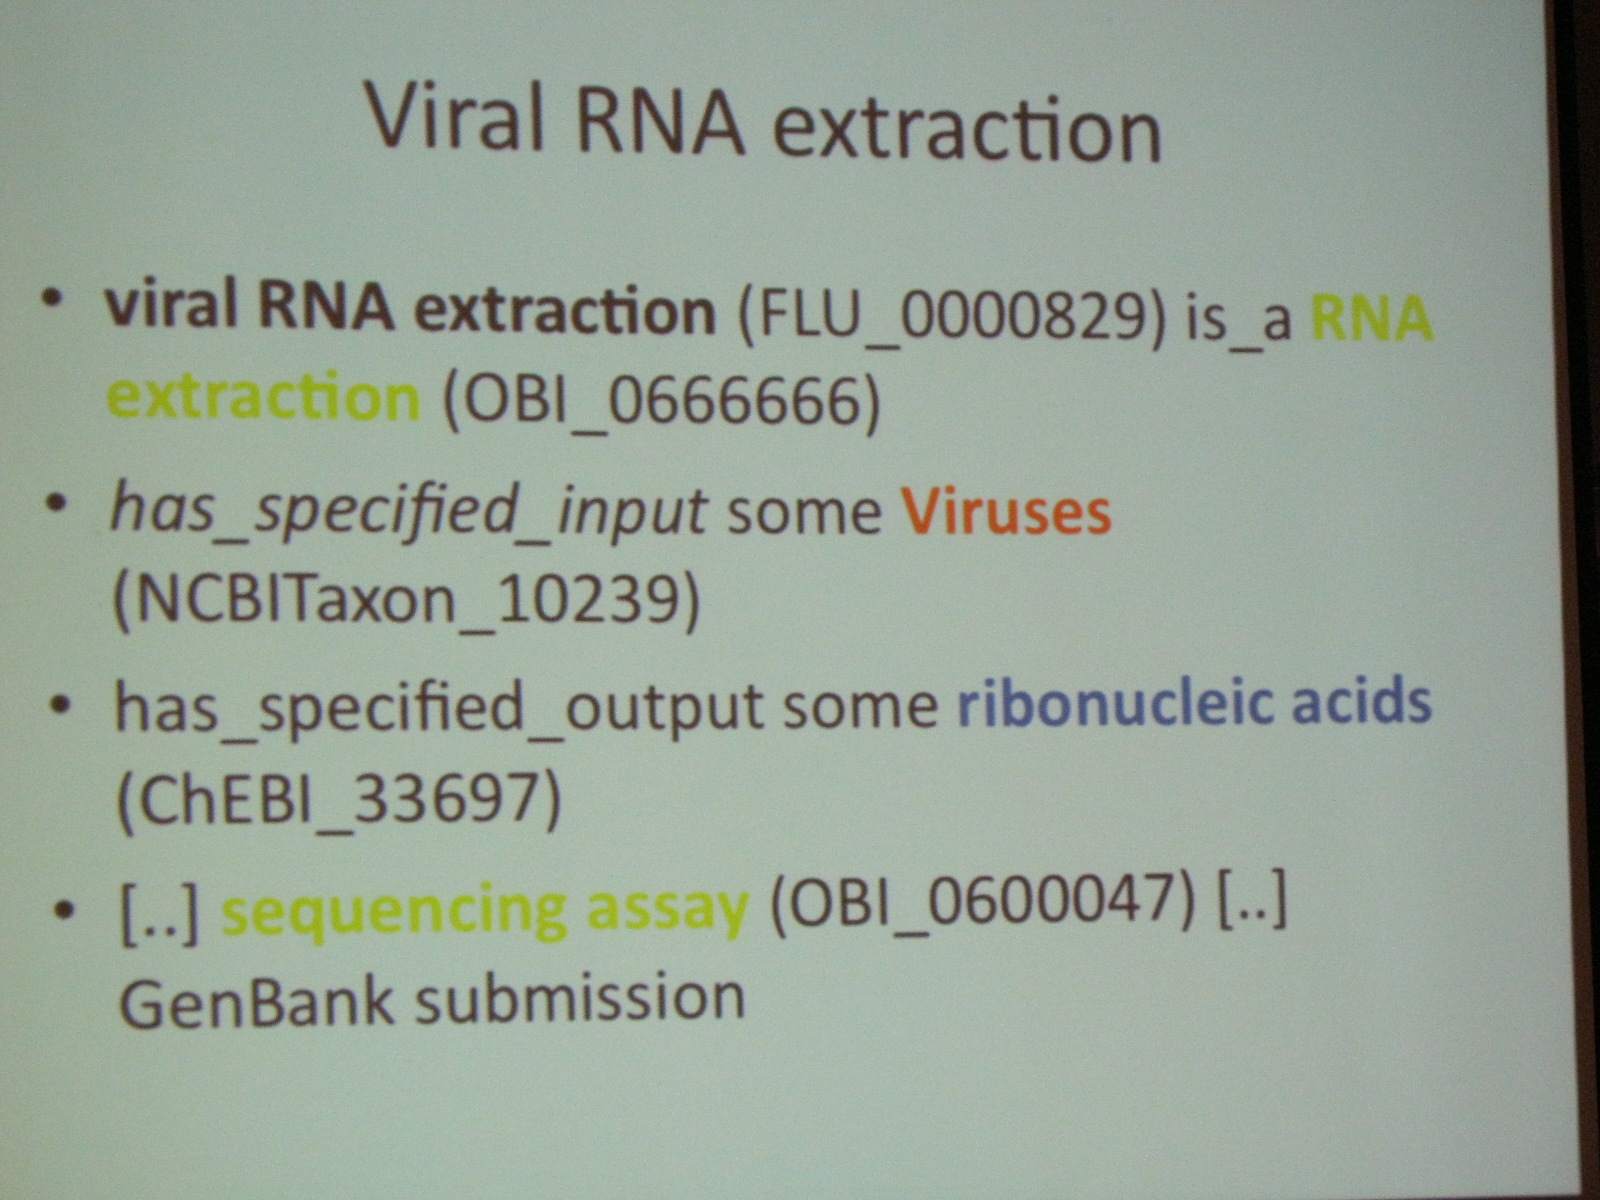 Viral RNA extraction
• viral RNA extraction (FLU_0000829) is_a RNA
extraction (OBI_0666666)
• has_specified_input some Viruses
(NCBITaxon_10239)
• has_specified_output some ribonucleic acids
(ChEBI_33697)
• [..] sequencing assay (OBI_0600047) [..]
GenBank submission